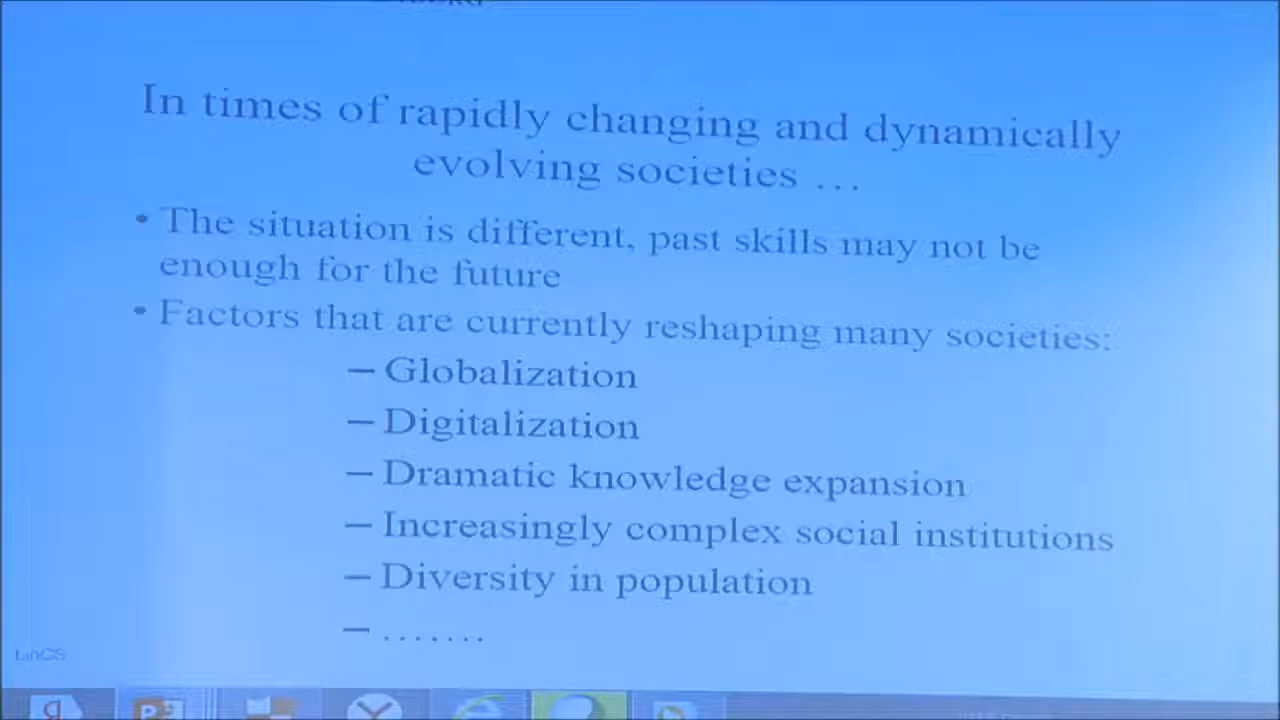 In times of rapidly changing and dynamically
evolving societies ...
• The situation is different, past skills may not be
enough for the future
• Factors that are currently reshaping many societies:
– Globalization
– Digitalization
– Dramatic knowledge expansion
– Increasingly complex social institutions
– Diversity in population
– .......
LinCS